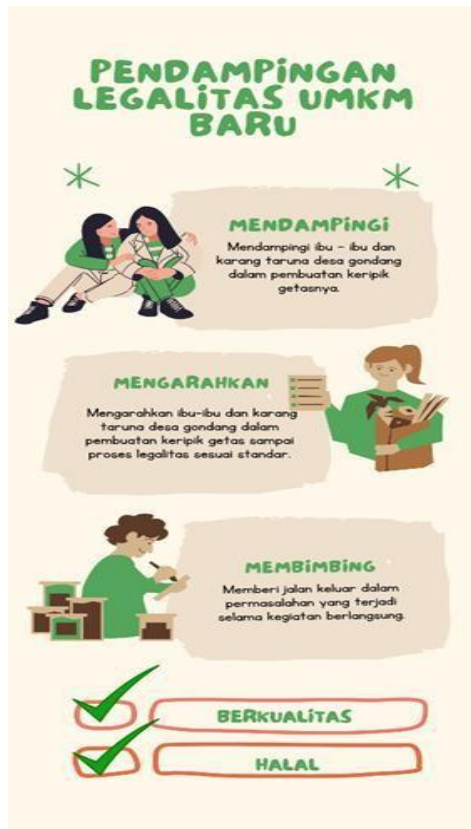 PENDAMPiNGAN
LEGALiTAS UMKM
BARU
MENDAMPiNGi
Mendampingi ibu - ibu dan
karang taruna desa gondang
dalam pembuatan keripik
getasnya.
MENGARAHKAN
Mengarahkan ibu-ibu dan karang
taruna desa gondang dalam
pembuatan keripik getas sampai
proses legalitas sesuai standar.
MEMBiMBiNG
Memberi jalan keluar dalam
permasalahan yang terjadi
selama kegiatan berlangsung.
BERKUALiTAS
HALAL